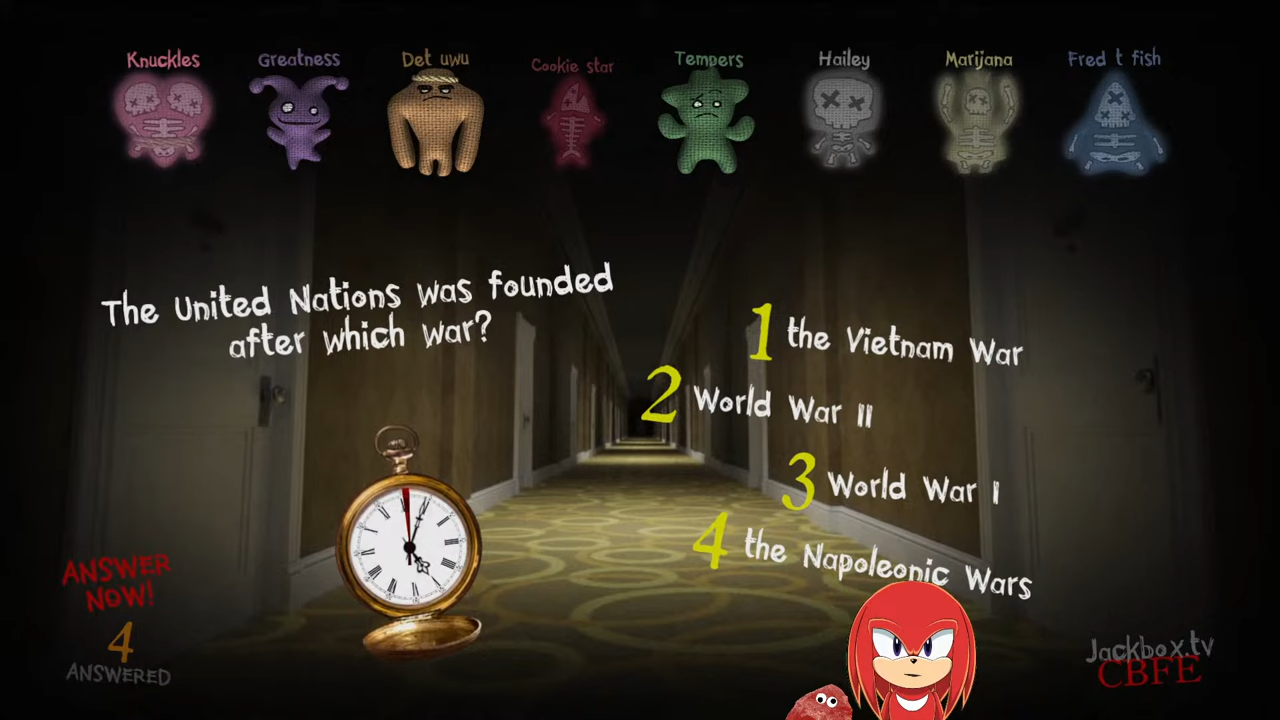 Knuckles
Greatness
Det uwu
Cookie star
Tempers
Hailey
Marijana
Fred t fish
The United Nations was founded
after which war?
1 the Vietnam War
2 World War II
3 World War I
4 the Napoleonic Wars
ANSWER
NOW!
4
ANSWERED
Jackbox.tv
CBFE